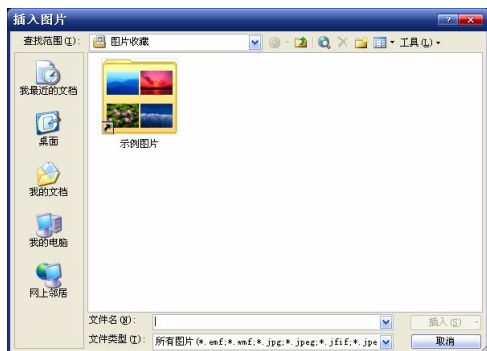 插入图片
查找范围(I): 图片收藏 工具(L)
我最近的文档
示例图片
桌面
我的文档
我的电脑
网上邻居
文件名(N): 插入(S)
文件类型(T): 所有图片(*.emf;*.wmf;*.jpg;*.jpeg;*.jfif;*.jpe 取消